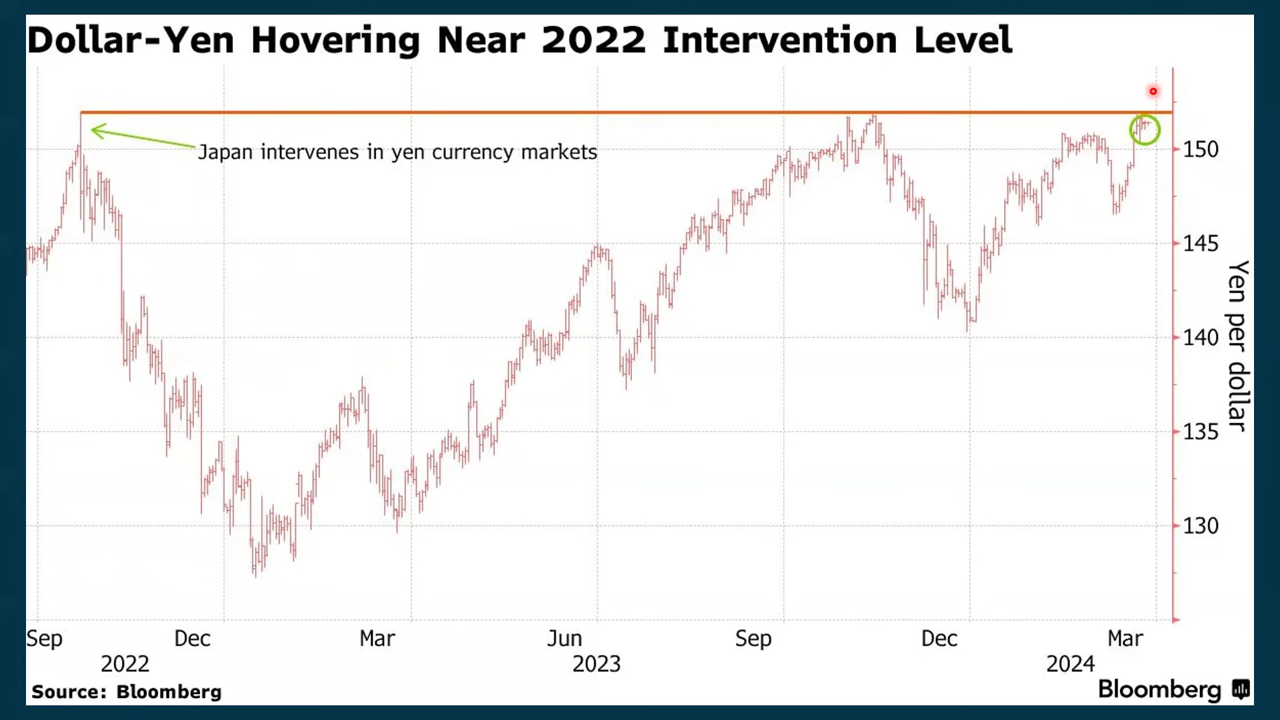 Dollar-Yen Hovering Near 2022 Intervention Level
Japan intervenes in yen currency markets
150
145
140
135
130
Yen per dollar
Sep Dec Mar Jun Sep Dec Mar
2022 2023 2024
Source: Bloomberg
Bloomberg